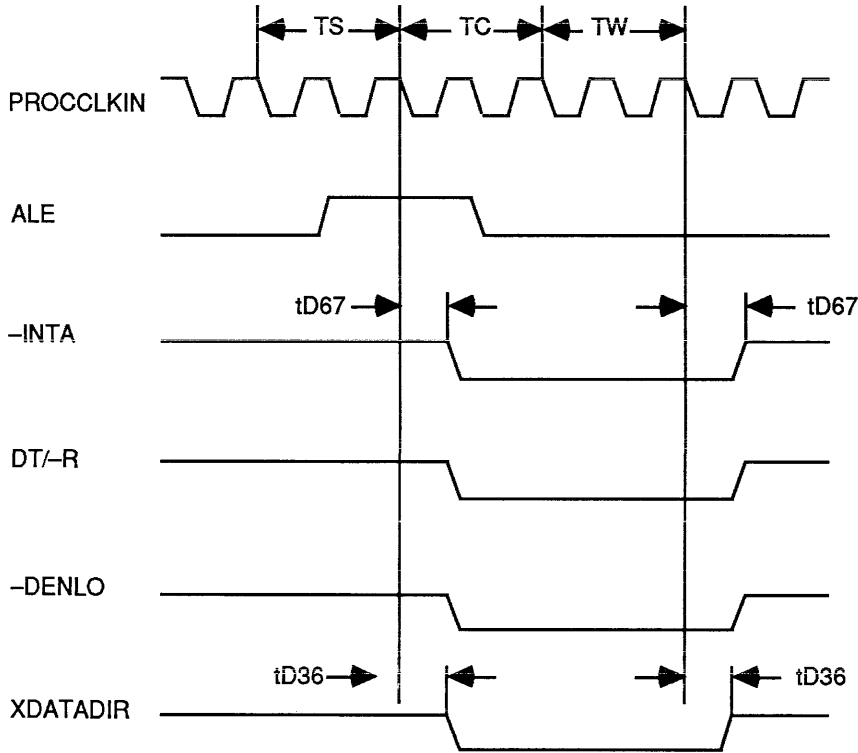 TS TC TW
PROCCLKIN
ALE
tD67 tD67
–INTA
DT/–R
–DENLO
tD36 tD36
XDATADIR